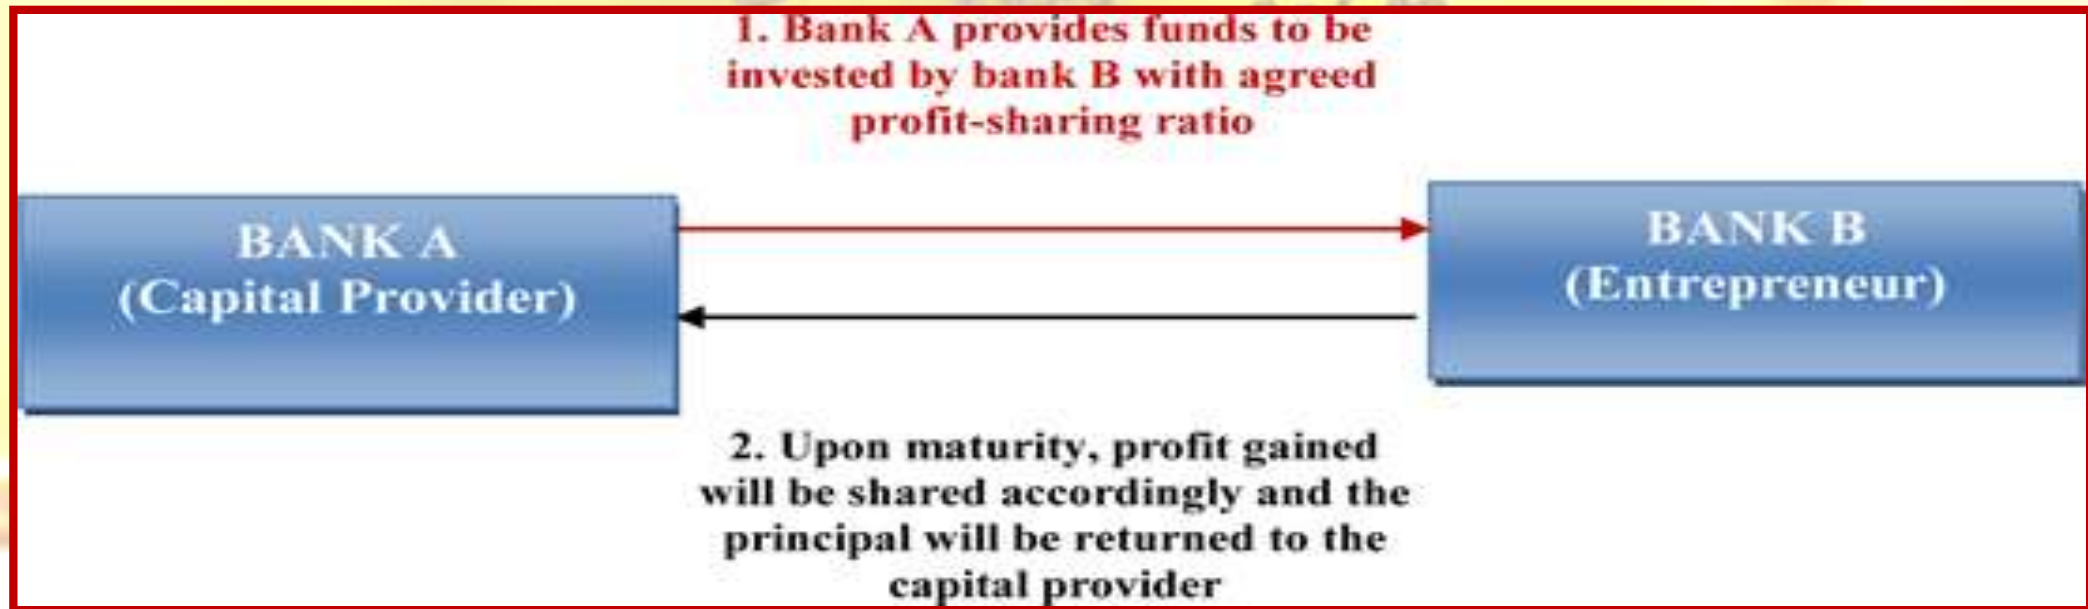 1. Bank A provides funds to be
invested by bank B with agreed
profit-sharing ratio
BANK A
(Capital Provider)
BANK B
(Entrepreneur)
2. Upon maturity, profit gained
will be shared accordingly and the
principal will be returned to the
capital provider